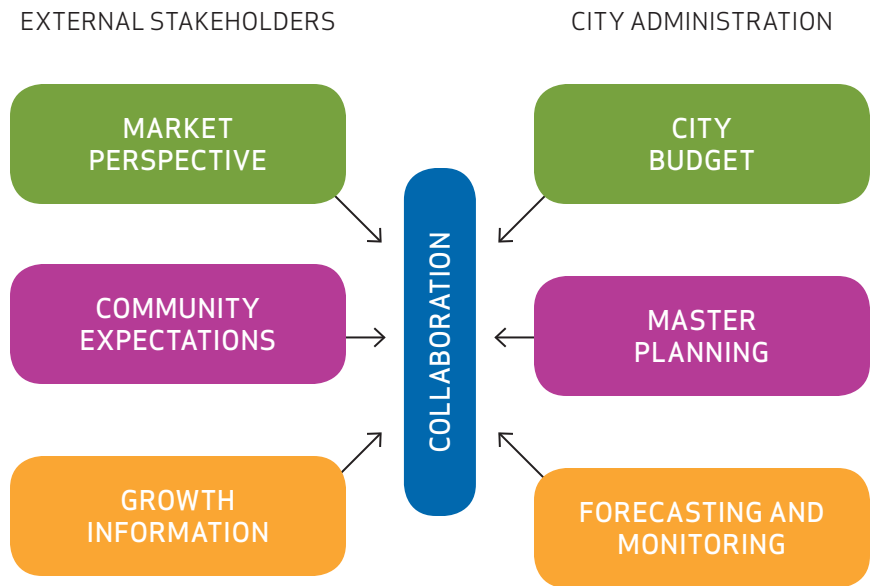 EXTERNAL STAKEHOLDERS
CITY ADMINISTRATION
MARKET
PERSPECTIVE
CITY
BUDGET
COLLABORATION
COMMUNITY
EXPECTATIONS
MASTER
PLANNING
GROWTH
INFORMATION
FORECASTING AND
MONITORING